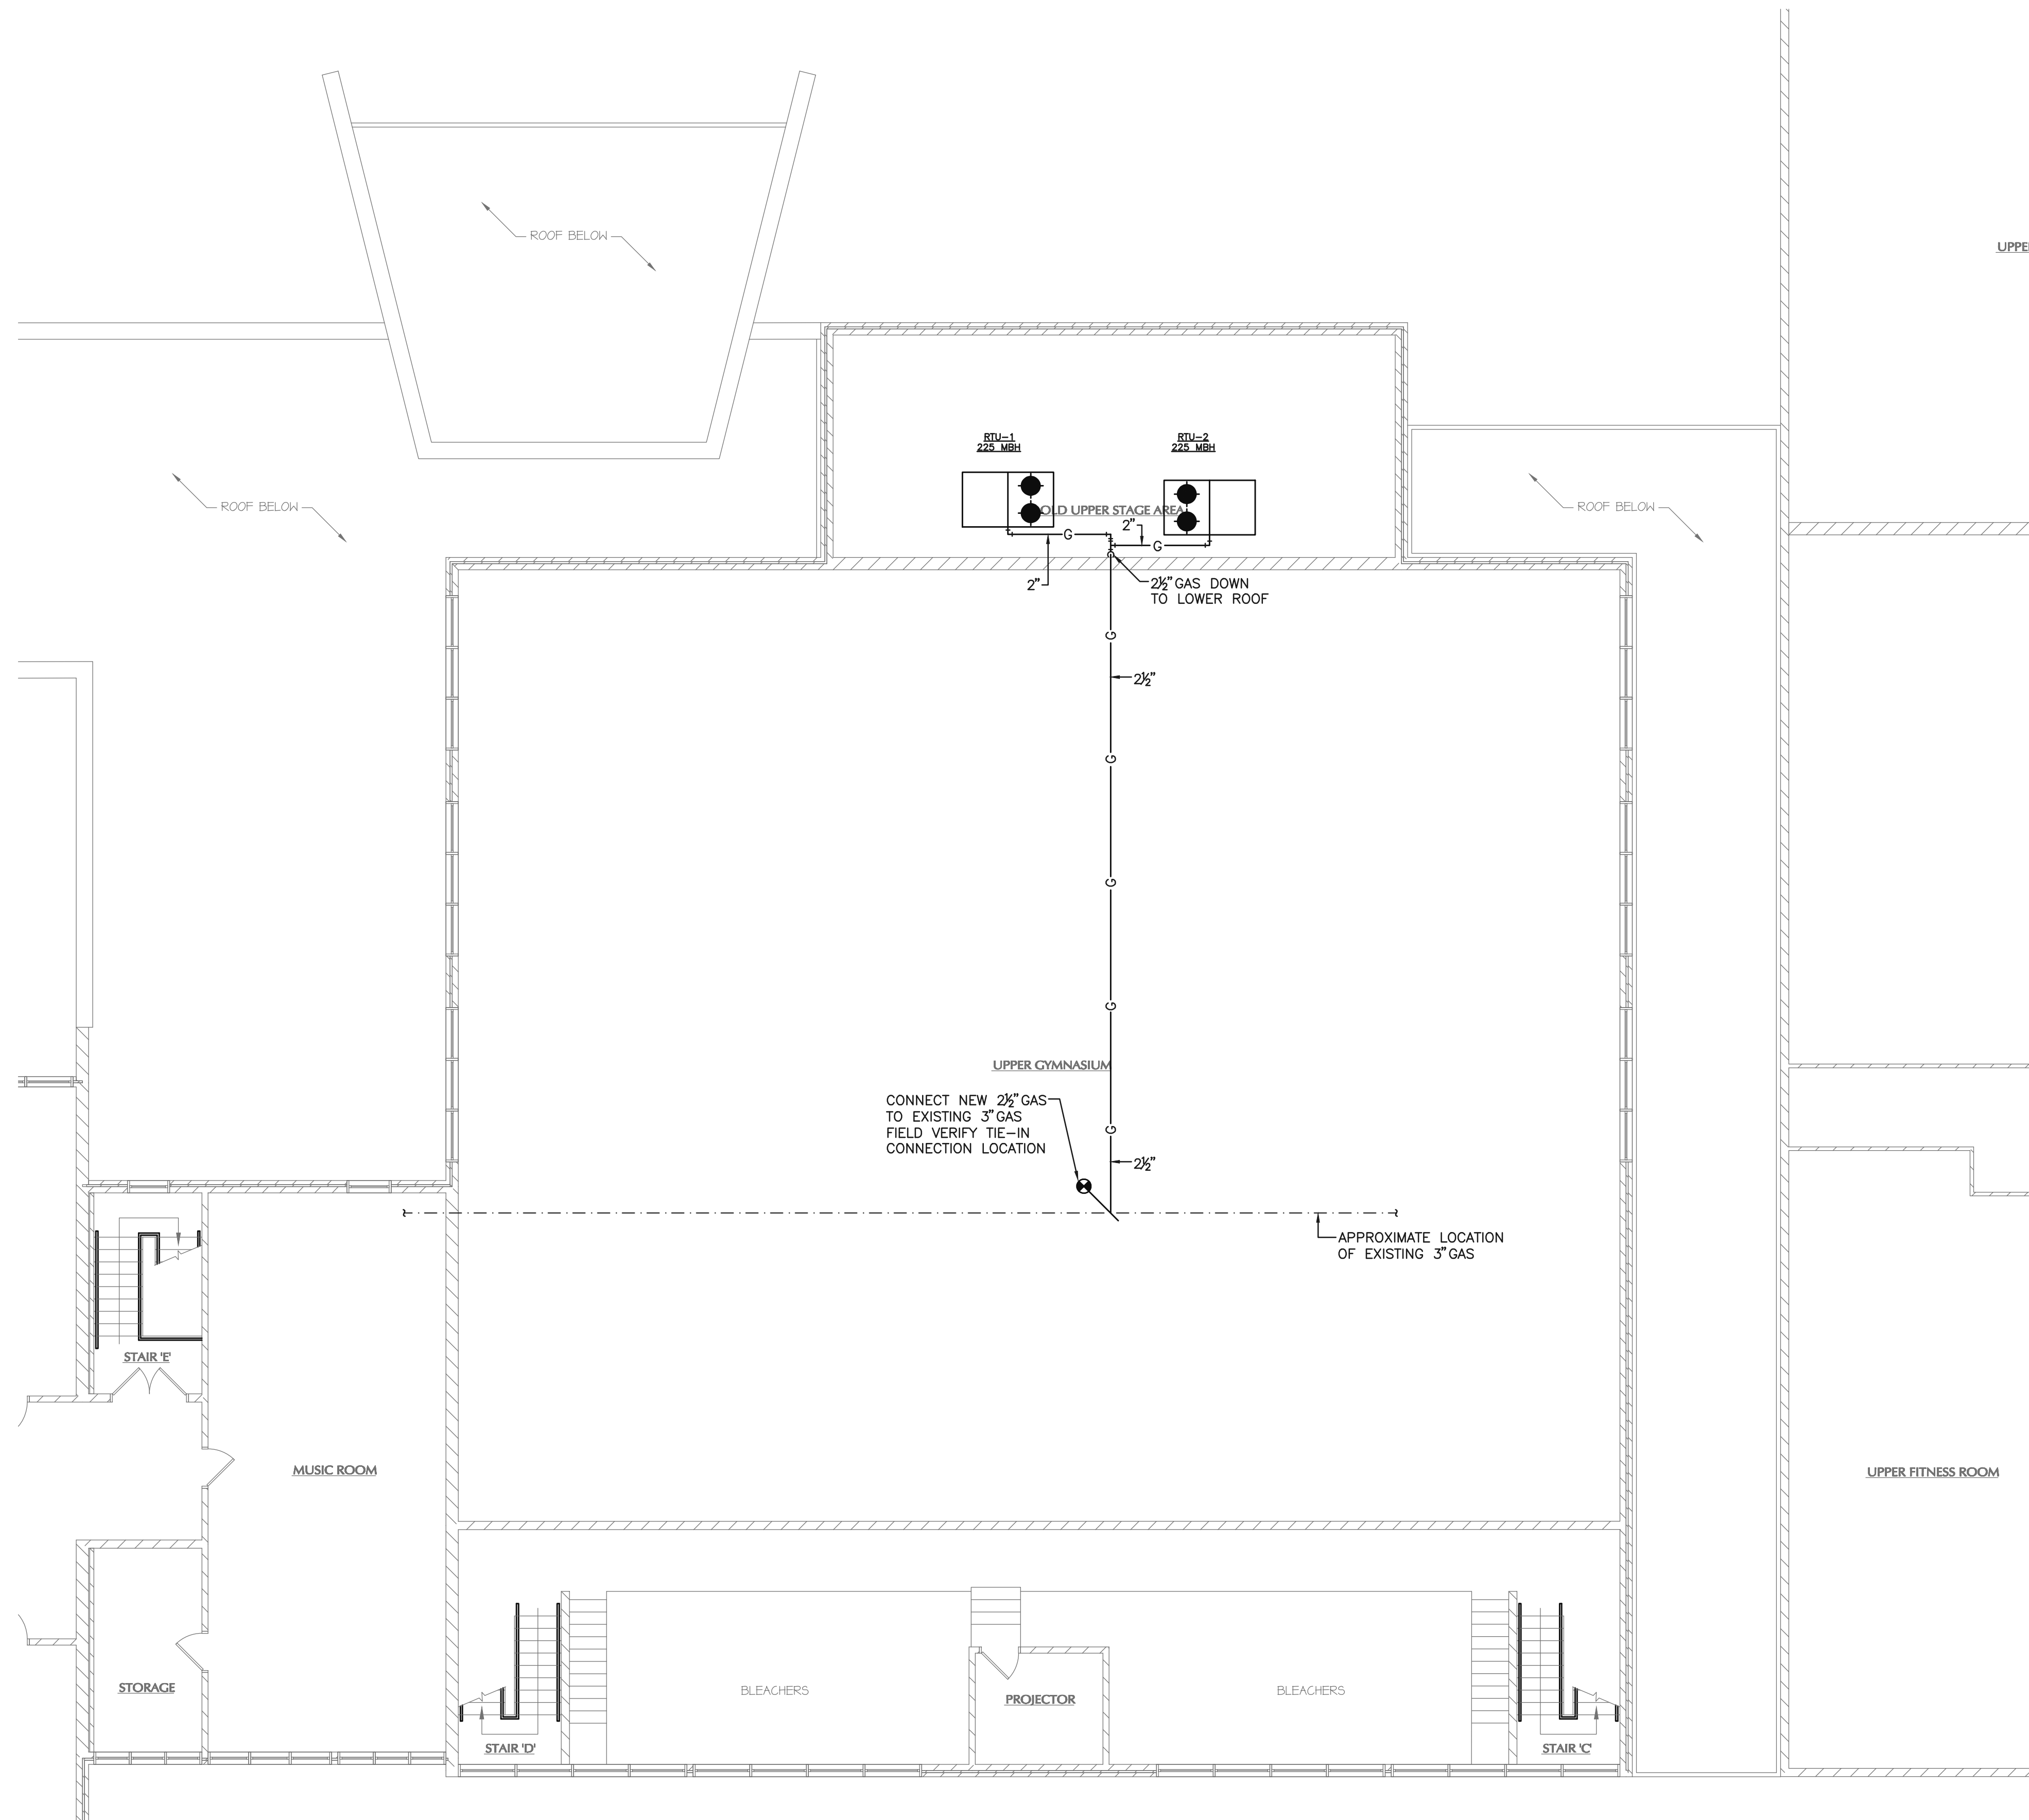 ROOF BELOW
UPPE
RTU-1
225 MBH
RTU-2
225 MBH
ROOF BELOW
ROOF BELOW
OLD UPPER STAGE AREA
2"
G
G
2"
2½" GAS DOWN
TO LOWER ROOF
G
2½"
G
G
G
UPPER GYMNASIUM
CONNECT NEW 2½" GAS
TO EXISTING 3" GAS
FIELD VERIFY TIE-IN
CONNECTION LOCATION
G
2½"
APPROXIMATE LOCATION
OF EXISTING 3" GAS
STAIR 'E'
MUSIC ROOM
UPPER FITNESS ROOM
STORAGE
BLEACHERS
PROJECTOR
BLEACHERS
STAIR 'D'
STAIR 'C'